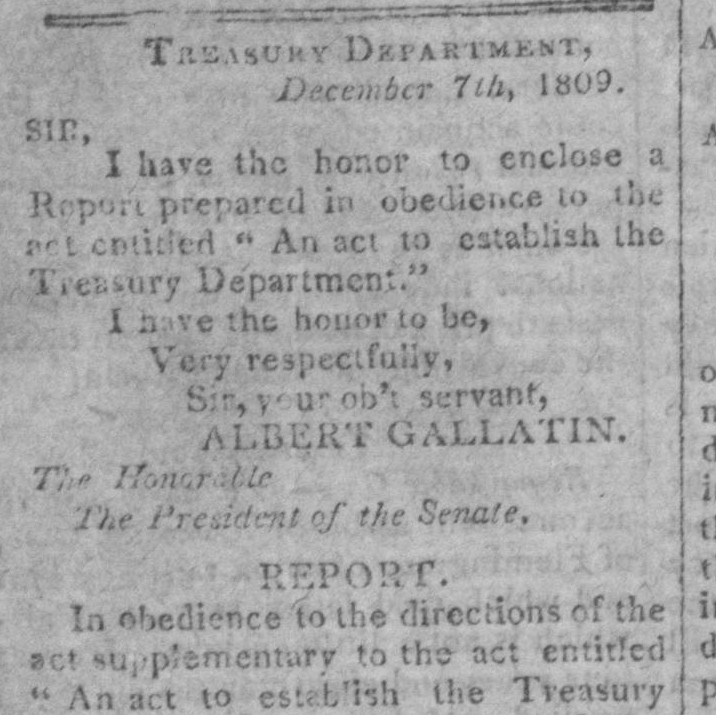 TREASURY DEPARTMENT,
December 7th, 1809.
SIR,
I have the honor to enclose a
Report prepared in obedience to the
act entitled “ An act to establish the
Treasury Department.”
I have the honor to be,
Very respectfully,
Sir, your ob't servant,
ALBERT GALLATIN.
The Honorable
The President of the Senate.
REPORT.
In obedience to the directions of the
act supplementary to the act entitled
“ An act to establish the Treasury